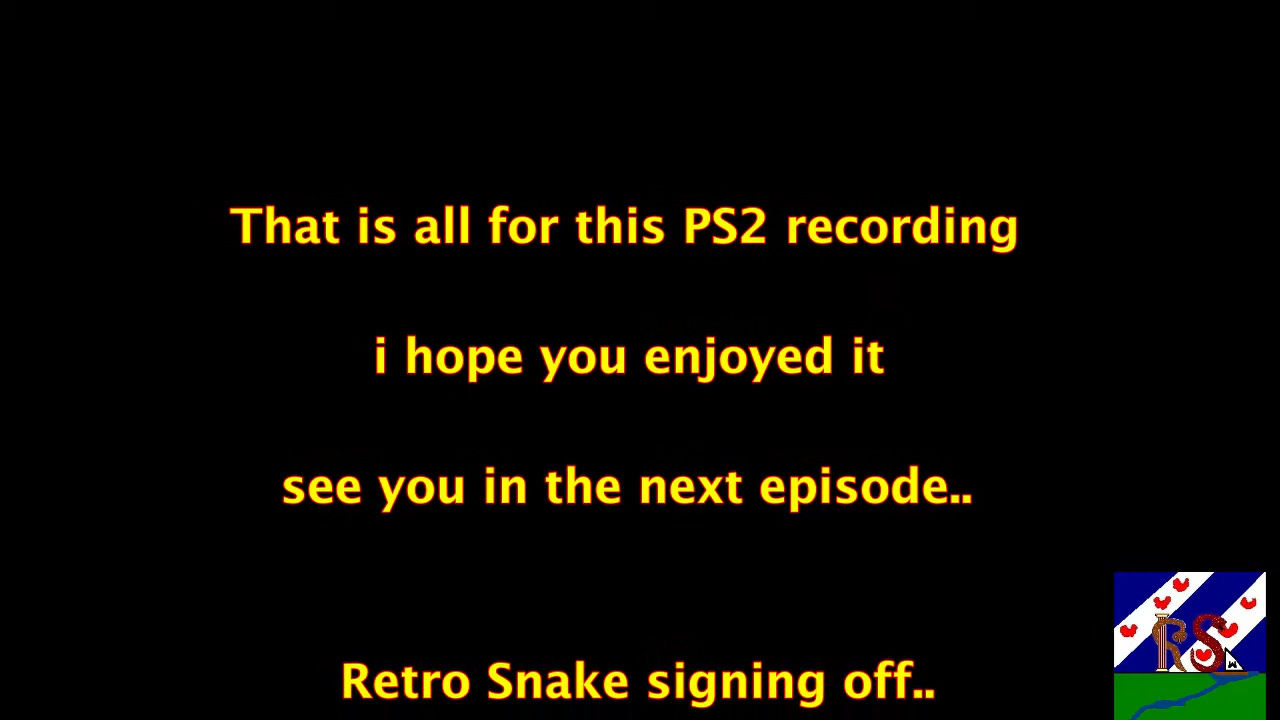 That is all for this PS2 recording
i hope you enjoyed it
see you in the next episode..
Retro Snake signing off..
RS